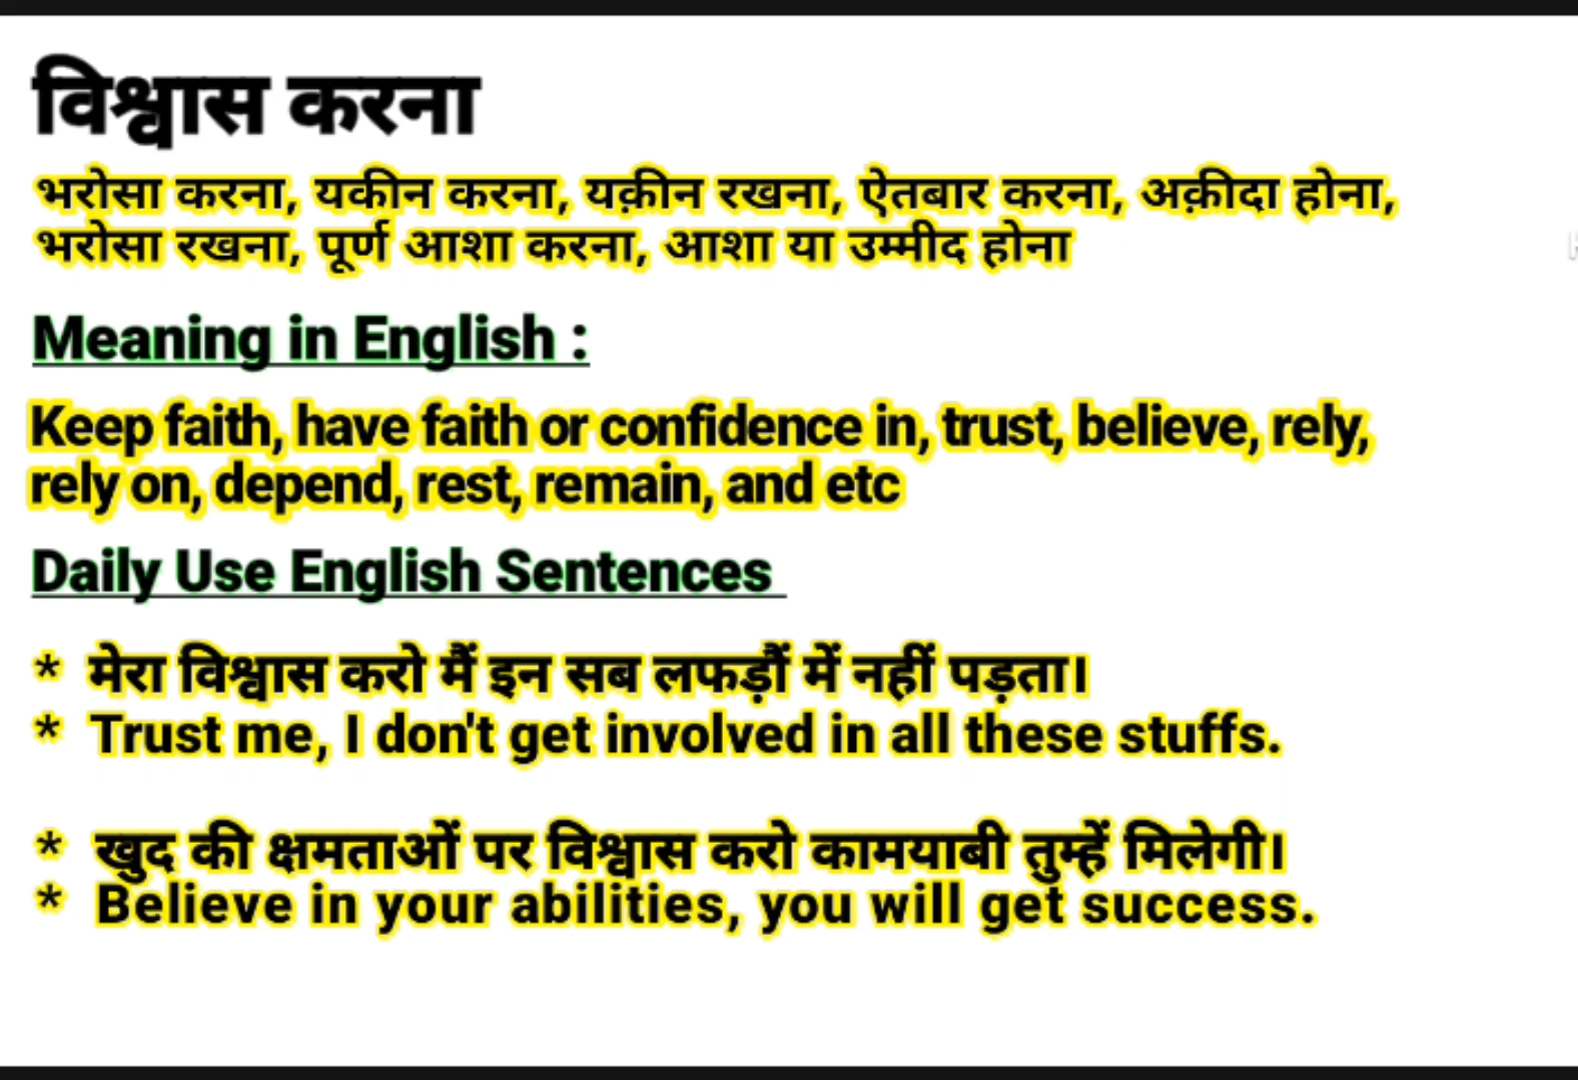 विश्वास करना
भरोसा करना, यकीन करना, यक़ीन रखना, ऐतबार करना, अक़ीदा होना,
भरोसा रखना, पूर्ण आशा करना, आशा या उम्मीद होना
Meaning in English :
Keep faith, have faith or confidence in, trust, believe, rely,
rely on, depend, rest, remain, and etc
Daily Use English Sentences
* मेरा विश्वास करो मैं इन सब लफड़ौं में नहीं पड़ता।
* Trust me, I don't get involved in all these stuffs.
* खुद की क्षमताओं पर विश्वास करो कामयाबी तुम्हें मिलेगी।
* Believe in your abilities, you will get success.